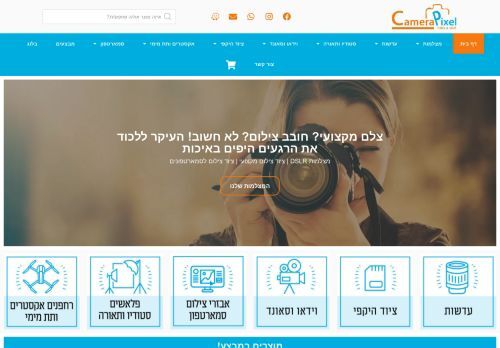 CameraPixel
איזה מוצר את/ה מחפש/ת?
דף בית
מצלמות
עדשות
סטודיו ותאורה
וידאו וסאונד
ציוד היקפי
אקסטרים ותת מימי
סמארטפון
מבצעים
בלוג
צור קשר
צלם מקצועי? חובב צילום? לא חשוב! העיקר ללכוד
את הרגעים היפים באיכות
מצלמות DSLR | ציוד צילום מקצועי | ציוד צילום לסמארטפונים
המצלמות שלנו
עדשות
ציוד היקפי
וידאו וסאונד
אבזרי צילום
סמארטפון
פלאשים
סטודיו ותאורה
רחפנים אקסטרים
ותת מימי
מוצרים במבצע!